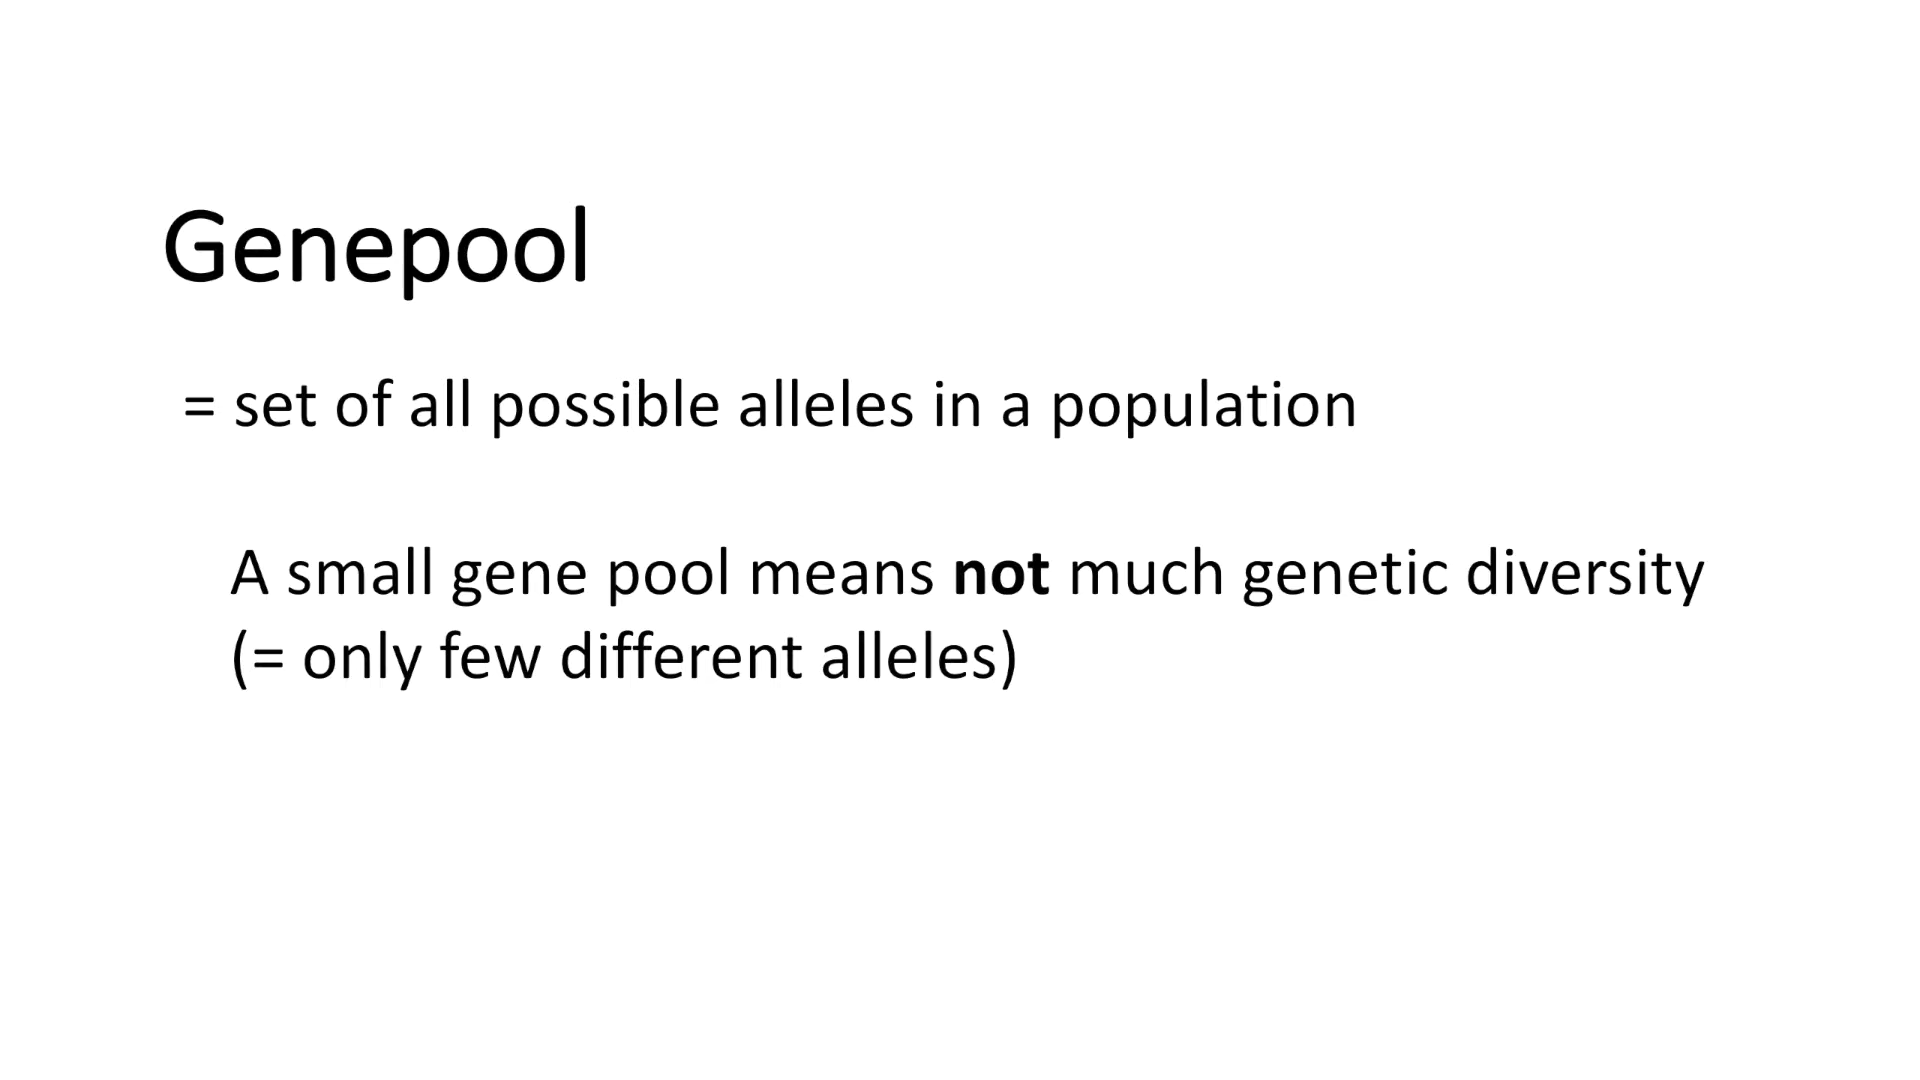 Genepool
= set of all possible alleles in a population
A small gene pool means not much genetic diversity
(= only few different alleles)